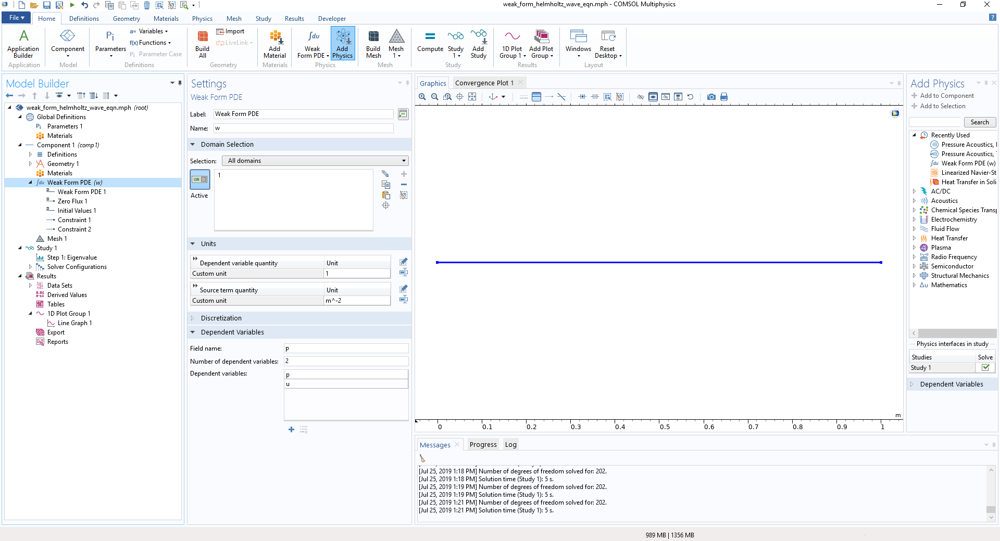 weak_form_helmholtz_wave_eqn.mph - COMSOL Multiphysics
File
Home
Definitions
Geometry
Materials
Physics
Mesh
Study
Results
Developer
Application Builder
Application
Component
Model
Pi
Parameters
a= Variables
f(x) Functions
Pi Parameter Case
Definitions
Build All
Import
LiveLink
Geometry
Add Material
Materials
∫du
Weak Form PDE
Add Physics
Physics
Build Mesh
Mesh 1
Mesh
Compute
Study 1
Add Study
Study
1D Plot Group 1
Add Plot Group
Results
Windows
Reset Desktop
Layout
Model Builder
weak_form_helmholtz_wave_eqn.mph (root)
Global Definitions
Pi Parameters 1
Materials
Component 1 (comp1)
Definitions
Geometry 1
Materials
∫du Weak Form PDE (w)
Weak Form PDE 1
Zero Flux 1
Initial Values 1
Constraint 1
Constraint 2
Mesh 1
Study 1
Step 1: Eigenvalue
Solver Configurations
Results
Data Sets
8.85 e-12 Derived Values
Tables
1D Plot Group 1
Line Graph 1
Export
Reports
Settings
Weak Form PDE
Label: Weak Form PDE
Name: w
Domain Selection
Selection: All domains
ON
Active
1
Units
Dependent variable quantity Unit
Custom unit 1
Source term quantity Unit
Custom unit m^-2
Discretization
Dependent Variables
Field name: p
Number of dependent variables: 2
Dependent variables: p
u
Graphics
Convergence Plot 1
m
0 0.1 0.2 0.3 0.4 0.5 0.6 0.7 0.8 0.9 1
Messages
Progress
Log
[Jul 25, 2019 1:18 PM] Number of degrees of freedom solved for: 202.
[Jul 25, 2019 1:18 PM] Solution time (Study 1): 5 s.
[Jul 25, 2019 1:19 PM] Number of degrees of freedom solved for: 202.
[Jul 25, 2019 1:19 PM] Solution time (Study 1): 5 s.
[Jul 25, 2019 1:21 PM] Number of degrees of freedom solved for: 202.
[Jul 25, 2019 1:21 PM] Solution time (Study 1): 5 s.
Add Physics
Add to Component
Add to Selection
Search
Recently Used
Pressure Acoustics,
Pressure Acoustics,
∫du Weak Form PDE (w)
Linearized Navier-St
Heat Transfer in Soli
AC/DC
Acoustics
Chemical Species Transp
Electrochemistry
Fluid Flow
Heat Transfer
Plasma
Radio Frequency
Semiconductor
Structural Mechanics
Δu Mathematics
Physics interfaces in study
Studies Solve
Study 1
Dependent Variables
989 MB | 1356 MB